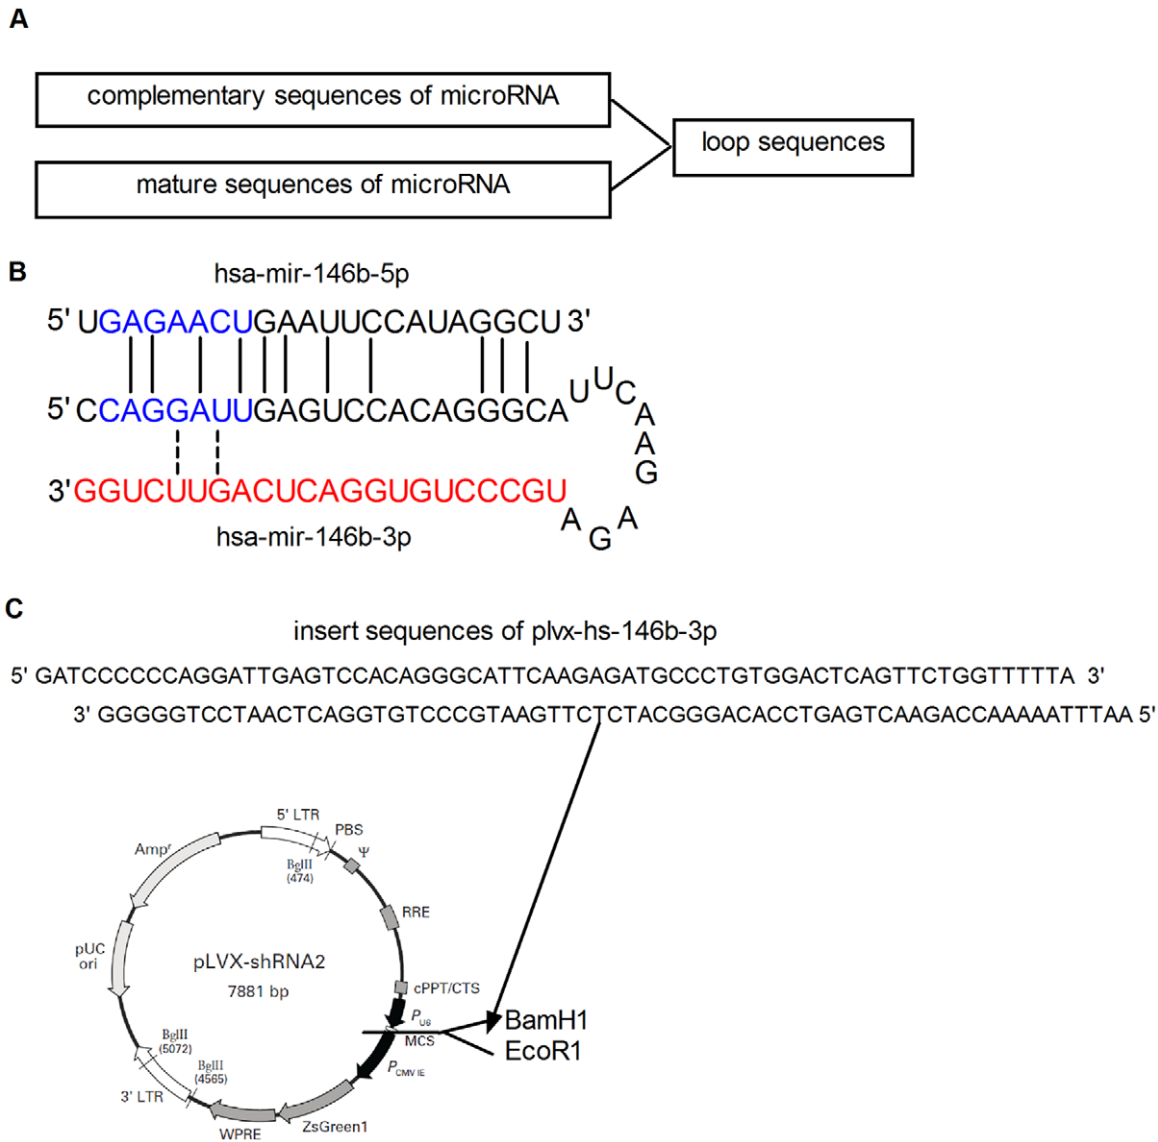 A
complementary sequences of microRNA
loop sequences
mature sequences of microRNA
B
hsa-mir-146b-5p
5' UGAGAACUGAAUUCCAUAGGCU 3'
5' CCAGGAUUGAGUCCACAGGGCA UUCAAGAGA
3' GGUCUUGACUCAGGUGUCCCGU
hsa-mir-146b-3p
C
insert sequences of plvx-hs-146b-3p
5' GATCCCCCCAGGATTGAGTCCACAGGGCATTCAAGAGATGCCCTGTGGACTCAGTTCTGGTTTTTA 3'
3' GGGGGTCCTAACTCAGGTGTCCCGTAAGTTCTCTACGGGACACCTGAGTCAAGACCAAAAATTTAA 5'
5' LTR
PBS
BglII
(474)
Ψ
Ampʳ
RRE
pUC
ori
pLVX-shRNA2
7881 bp
cPPT/CTS
PU6
MCS
BamH1
EcoR1
PCMV IE
BglII
(5072)
BglII
(4565)
3' LTR
WPRE
ZsGreen1